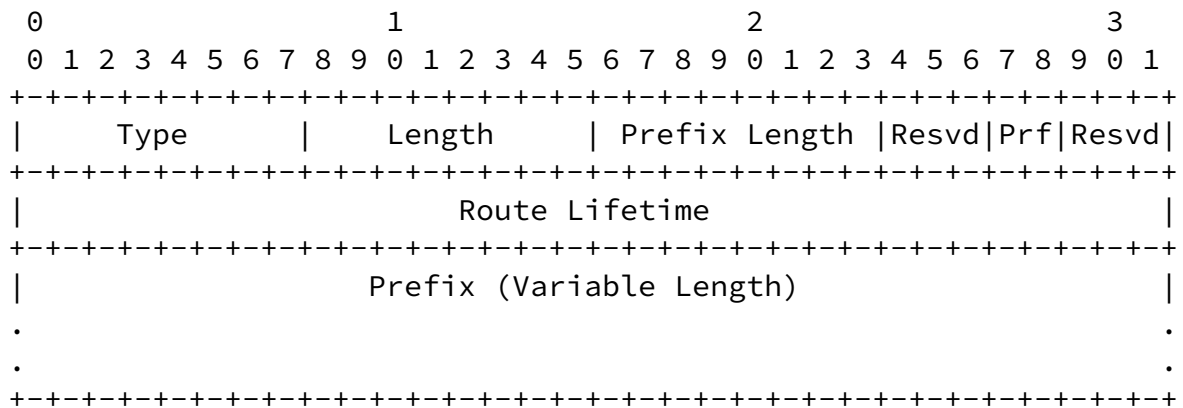 0                   1                   2                   3
 0 1 2 3 4 5 6 7 8 9 0 1 2 3 4 5 6 7 8 9 0 1 2 3 4 5 6 7 8 9 0 1
+-+-+-+-+-+-+-+-+-+-+-+-+-+-+-+-+-+-+-+-+-+-+-+-+-+-+-+-+-+-+-+-+
|     Type      |    Length     | Prefix Length |Resvd|Prf|Resvd|
+-+-+-+-+-+-+-+-+-+-+-+-+-+-+-+-+-+-+-+-+-+-+-+-+-+-+-+-+-+-+-+-+
|                        Route Lifetime                         |
+-+-+-+-+-+-+-+-+-+-+-+-+-+-+-+-+-+-+-+-+-+-+-+-+-+-+-+-+-+-+-+-+
|                   Prefix (Variable Length)                    |
.                                                               .
.                                                               .
+-+-+-+-+-+-+-+-+-+-+-+-+-+-+-+-+-+-+-+-+-+-+-+-+-+-+-+-+-+-+-+-+